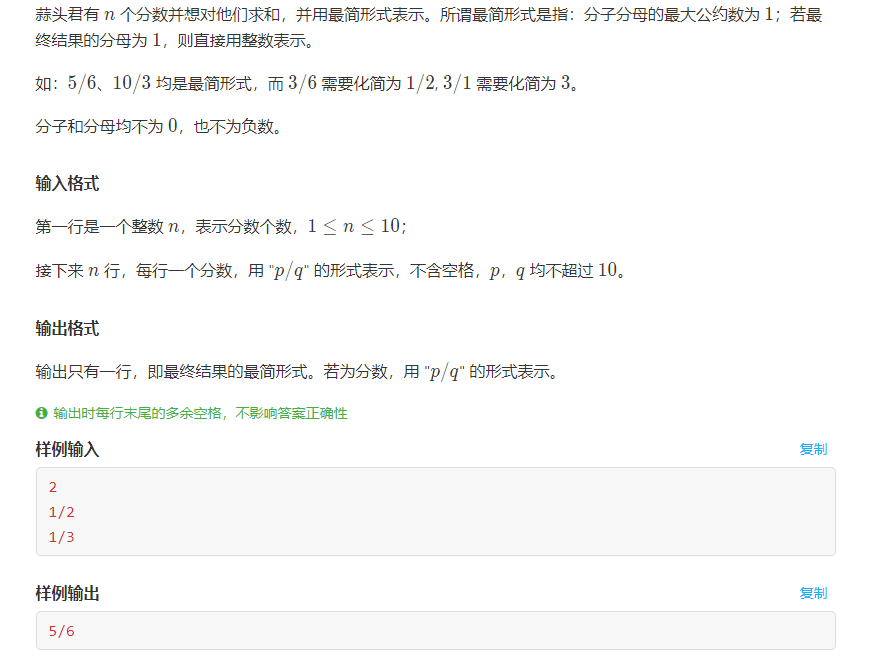 蒜头君有 n 个分数并想对他们求和，并用最简形式表示。所谓最简形式是指：分子分母的最大公约数为 1；若最
终结果的分母为 1，则直接用整数表示。
如：5/6、10/3 均是最简形式，而 3/6 需要化简为 1/2, 3/1 需要化简为 3。
分子和分母均不为 0，也不为负数。
输入格式
第一行是一个整数 n，表示分数个数，1 ≤ n ≤ 10；
接下来 n 行，每行一个分数，用 "p/q" 的形式表示，不含空格，p，q 均不超过 10。
输出格式
输出只有一行，即最终结果的最简形式。若为分数，用 "p/q" 的形式表示。
输出时每行末尾的多余空格，不影响答案正确性
样例输入 复制
2
1/2
1/3
样例输出 复制
5/6